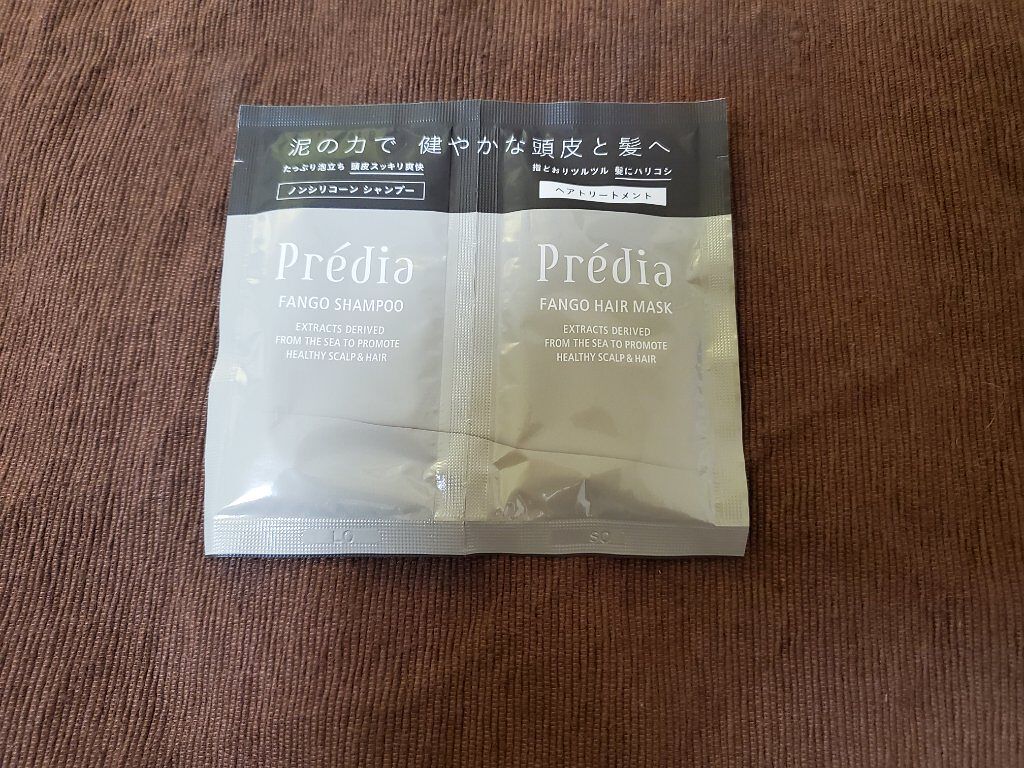 泥の力で 健やかな頭皮と髪へ
たっぷり泡立ち 頭皮スッキリ爽快
ノンシリコーン シャンプー
指どおりツルツル 髪にハリコシ
ヘアトリートメント
Prédia
FANGO SHAMPOO
EXTRACTS DERIVED
FROM THE SEA TO PROMOTE
HEALTHY SCALP & HAIR
Prédia
FANGO HAIR MASK
EXTRACTS DERIVED
FROM THE SEA TO PROMOTE
HEALTHY SCALP & HAIR
LO
SO